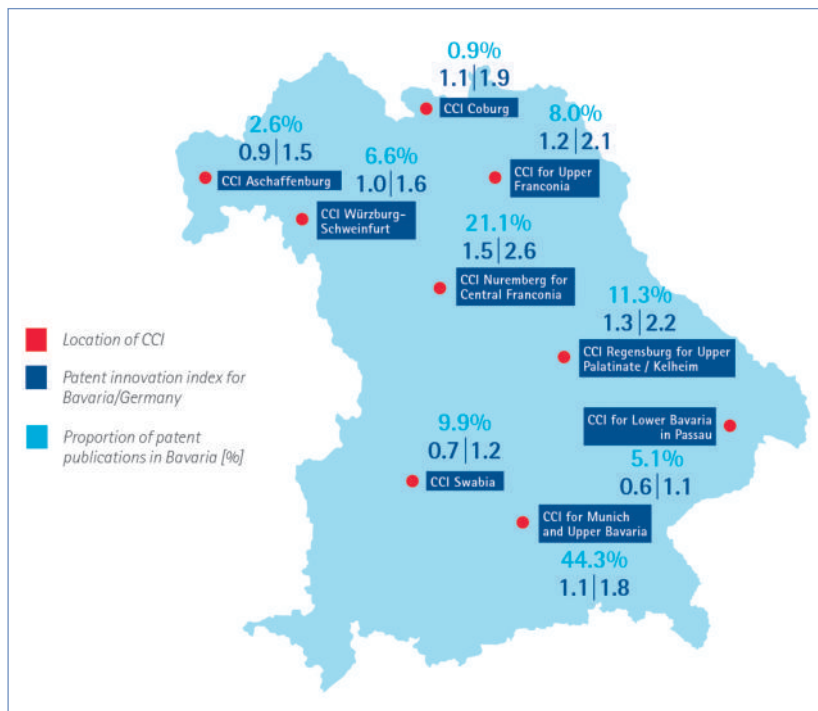 0.9%
1.1|1.9
CCI Coburg
8.0%
1.2|2.1
CCI for Upper
Franconia
2.6%
0.9|1.5
CCI Aschaffenburg
6.6%
1.0|1.6
CCI Würzburg-
Schweinfurt
21.1%
1.5|2.6
CCI Nuremberg for
Central Franconia
11.3%
1.3|2.2
CCI Regensburg for Upper
Palatinate / Kelheim
Location of CCI
Patent innovation index for
Bavaria/Germany
Proportion of patent
publications in Bavaria [%]
9.9%
0.7|1.2
CCI Swabia
CCI for Lower Bavaria
in Passau
5.1%
0.6|1.1
CCI for Munich
and Upper Bavaria
44.3%
1.1|1.8